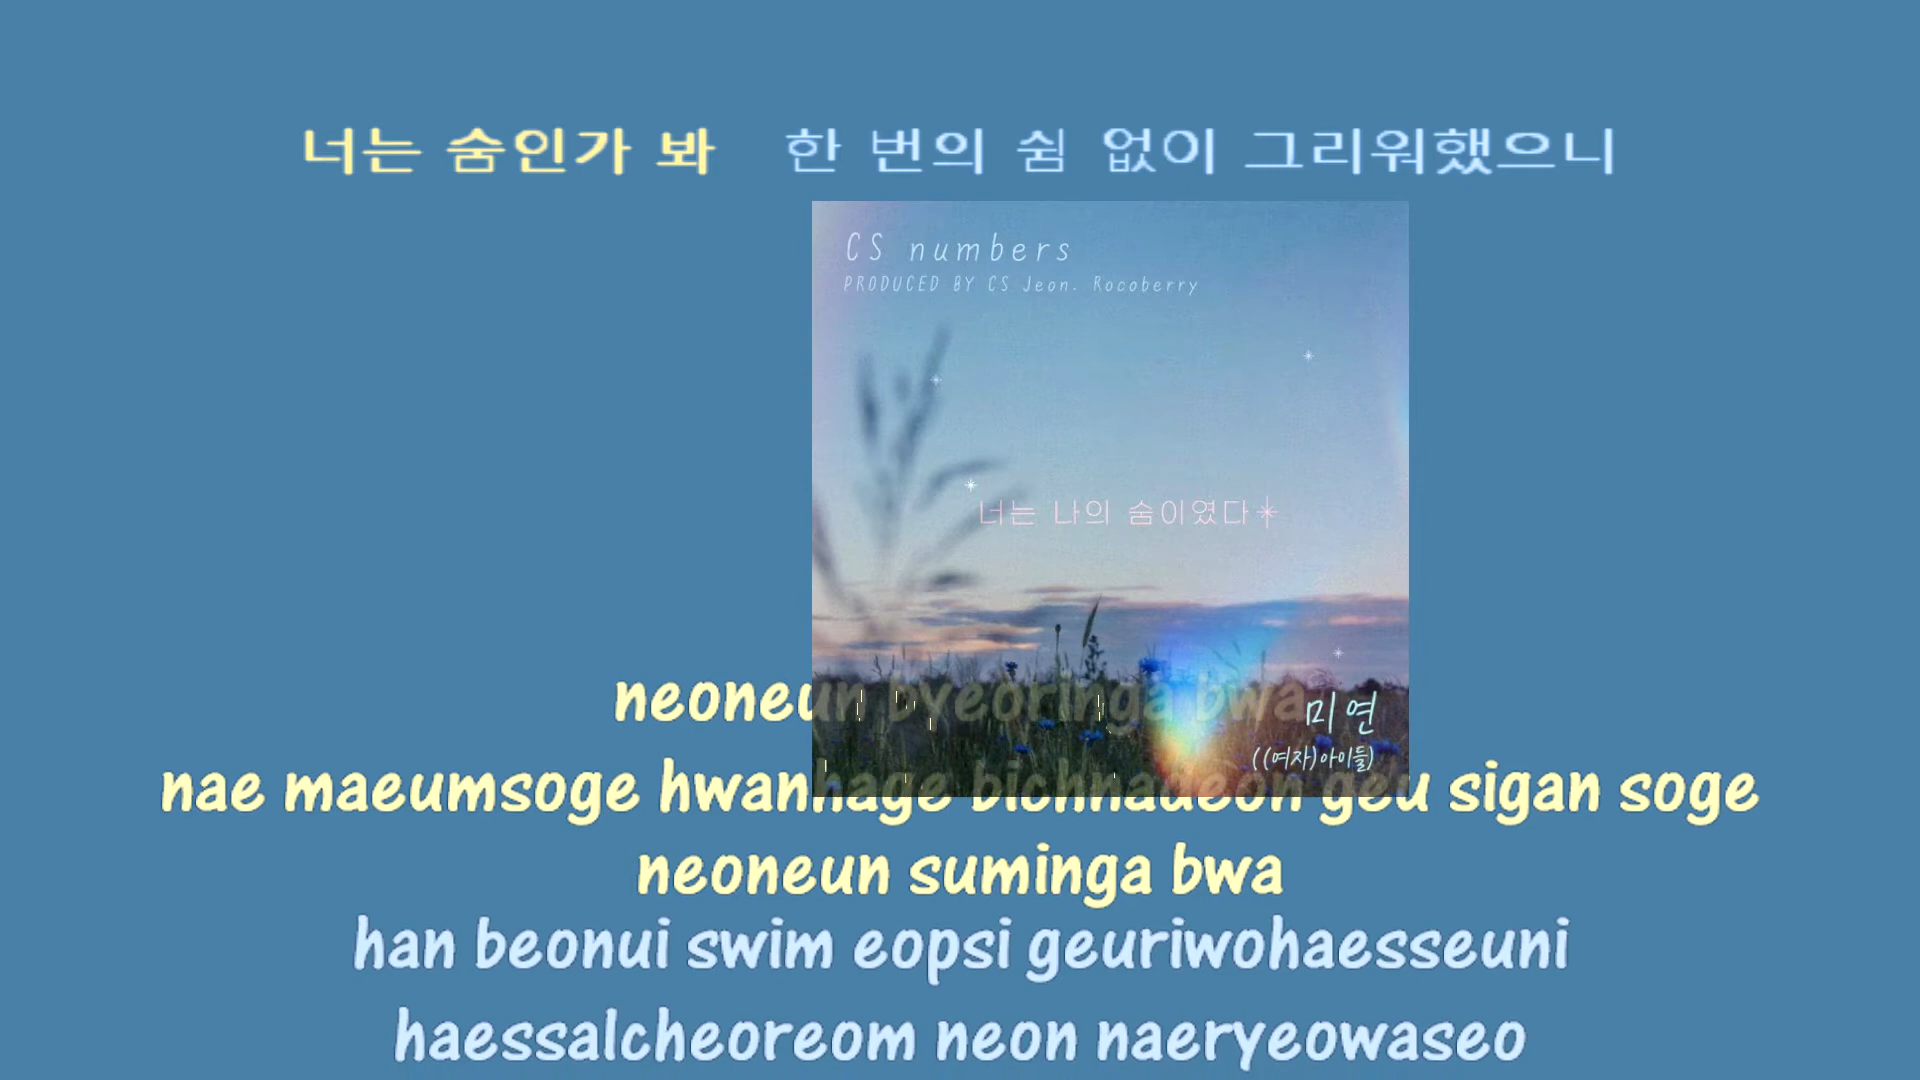 너는 숨인가 봐 한 번의 쉼 없이 그리워했으니
CS numbers
PRODUCED BY CS Jeon. Rocoberry
너는 나의 숨이였다
미연
((여자)아이들)
neoneun byeoringa bwa
nae maeumsoge hwanhage bichnadeon geu sigan soge
neoneun suminga bwa
han beonui swim eopsi geuriwohaesseuni
haessalcheoreom neon naeryeowaseo